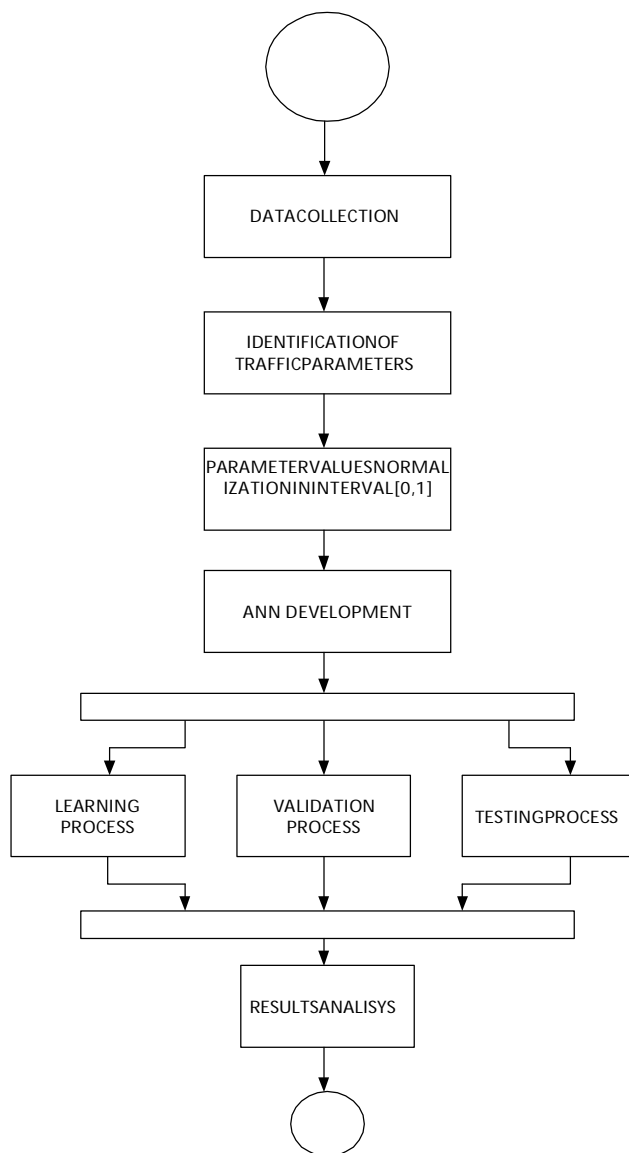 DATACOLLECTION
IDENTIFICATIONOF
TRAFFICPARAMETERS
PARAMETERVALUESNORMAL
IZATIONININTERVAL[0,1]
ANN DEVELOPMENT
LEARNING
PROCESS
VALIDATION
PROCESS
TESTINGPROCESS
RESULTSANALISYS